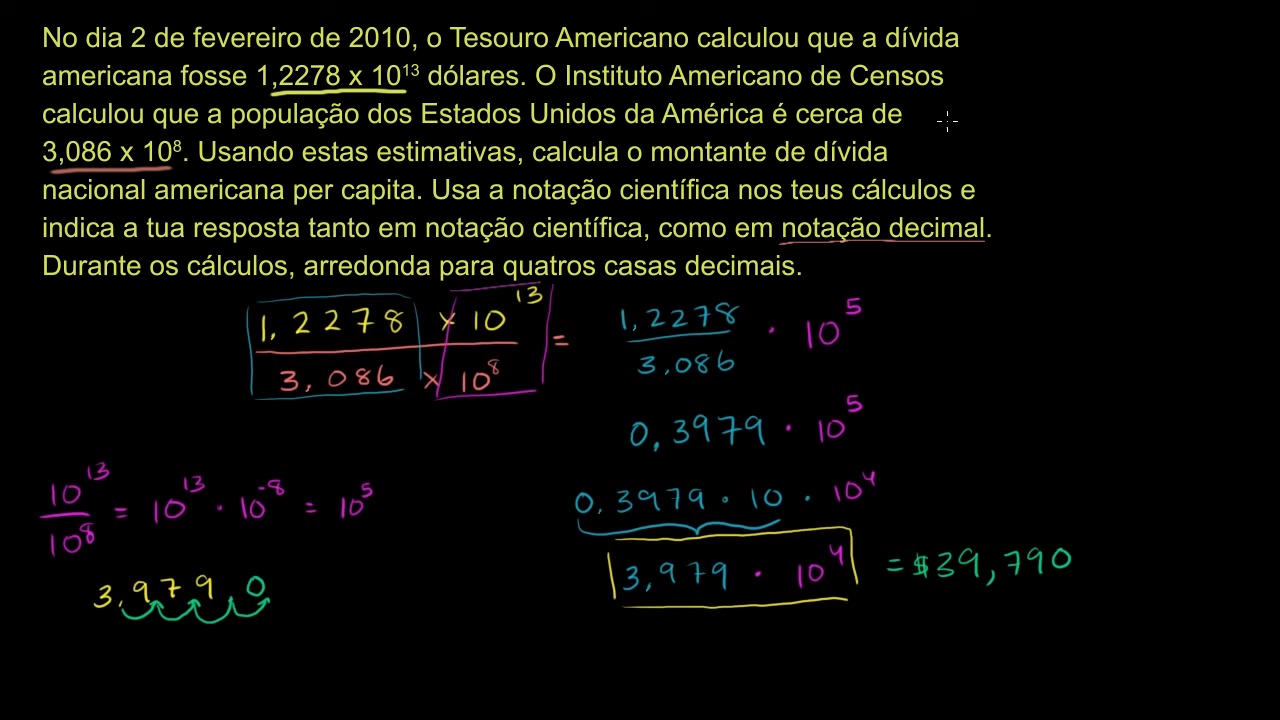 No dia 2 de fevereiro de 2010, o Tesouro Americano calculou que a dívida
americana fosse 1,2278 x 10¹³ dólares. O Instituto Americano de Censos
calculou que a população dos Estados Unidos da América é cerca de
3,086 x 10⁸. Usando estas estimativas, calcula o montante de dívida
nacional americana per capita. Usa a notação científica nos teus cálculos e
indica a tua resposta tanto em notação científica, como em notação decimal.
Durante os cálculos, arredonda para quatros casas decimais.
1,2278 x 10¹³ / 3,086 x 10⁸ = 1,2278 / 3,086 · 10⁵
0,3979 · 10⁵
10¹³ / 10⁸ = 10¹³ · 10⁻⁸ = 10⁵
0,3979 · 10 · 10⁴
3,979 · 10⁴ = $39,790
3,979 0